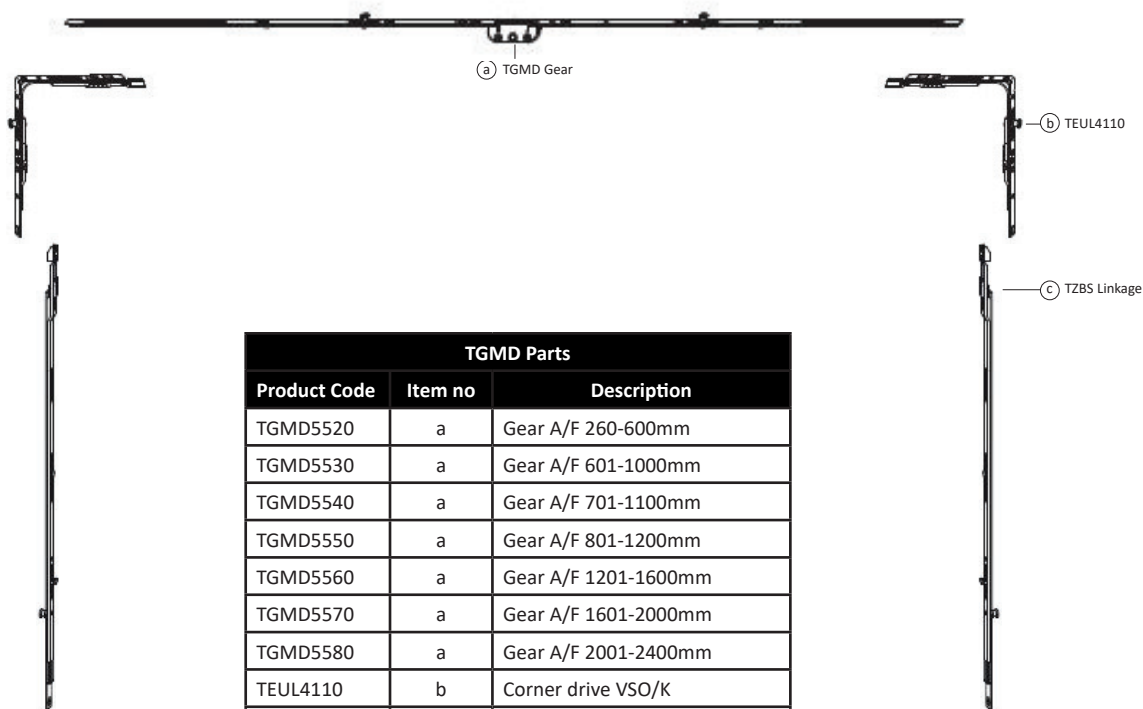 a TGMD Gear
b TEUL4110
c TZBS Linkage
TGMD Parts
Product Code Item no Description
TGMD5520 a Gear A/F 260-600mm
TGMD5530 a Gear A/F 601-1000mm
TGMD5540 a Gear A/F 701-1100mm
TGMD5550 a Gear A/F 801-1200mm
TGMD5560 a Gear A/F 1201-1600mm
TGMD5570 a Gear A/F 1601-2000mm
TGMD5580 a Gear A/F 2001-2400mm
TEUL4110 b Corner drive VSO/K